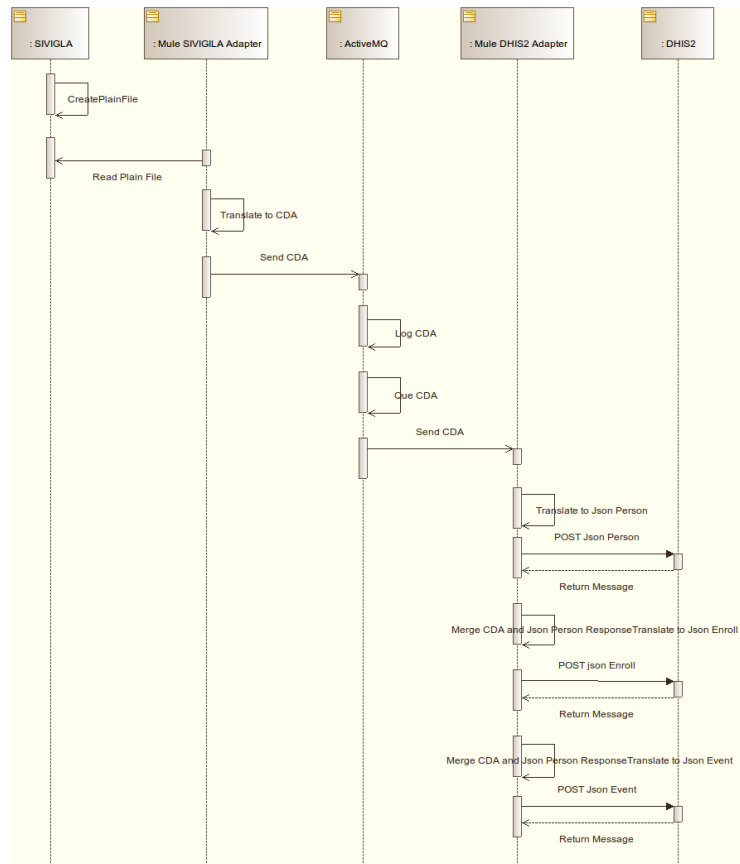 : SIVIGLA
: Mule SIVIGILA Adapter
: ActiveMQ
: Mule DHIS2 Adapter
: DHIS2
CreatePlainFile
Read Plain File
Translate to CDA
Send CDA
Log CDA
Que CDA
Send CDA
Translate to Json Person
POST Json Person
Return Message
Merge CDA and Json Person ResponseTranslate to Json Enroll
POST json Enroll
Return Message
Merge CDA and Json Person ResponseTranslate to Json Event
POST Json Event
Return Message